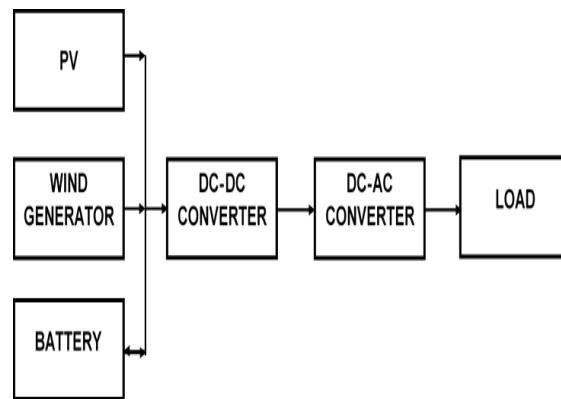 PV
WIND
GENERATOR
DC-DC
CONVERTER
DC-AC
CONVERTER
LOAD
BATTERY